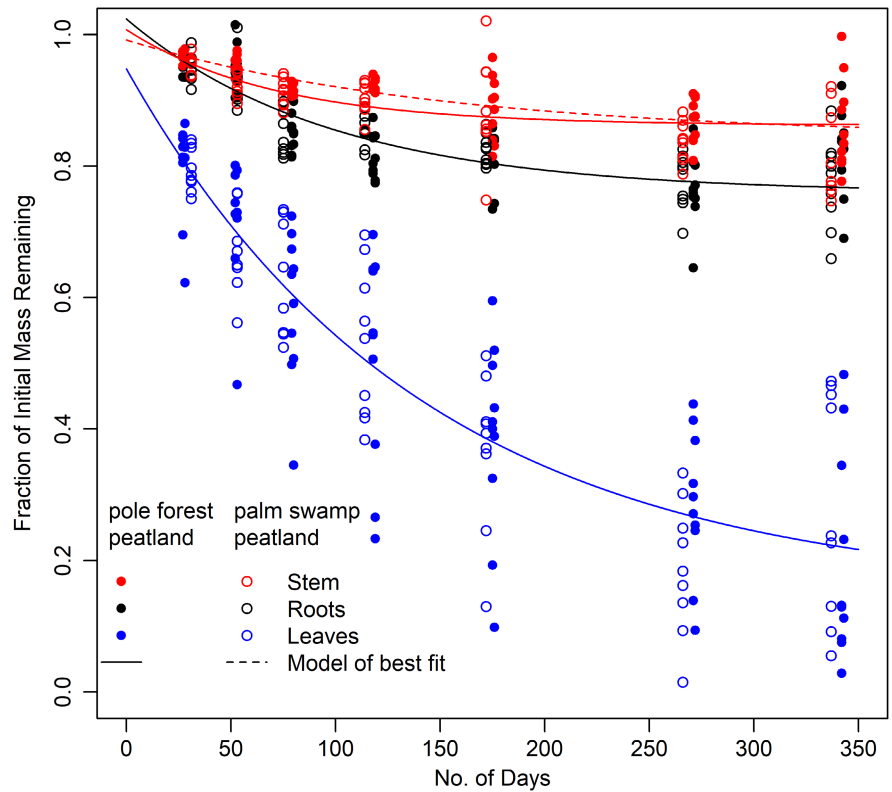 Fraction of Initial Mass Remaining
1.0
0.8
0.6
0.4
0.2
0.0
pole forest palm swamp
peatland peatland
Stem
Roots
Leaves
Model of best fit
0 50 100 150 200 250 300 350
No. of Days